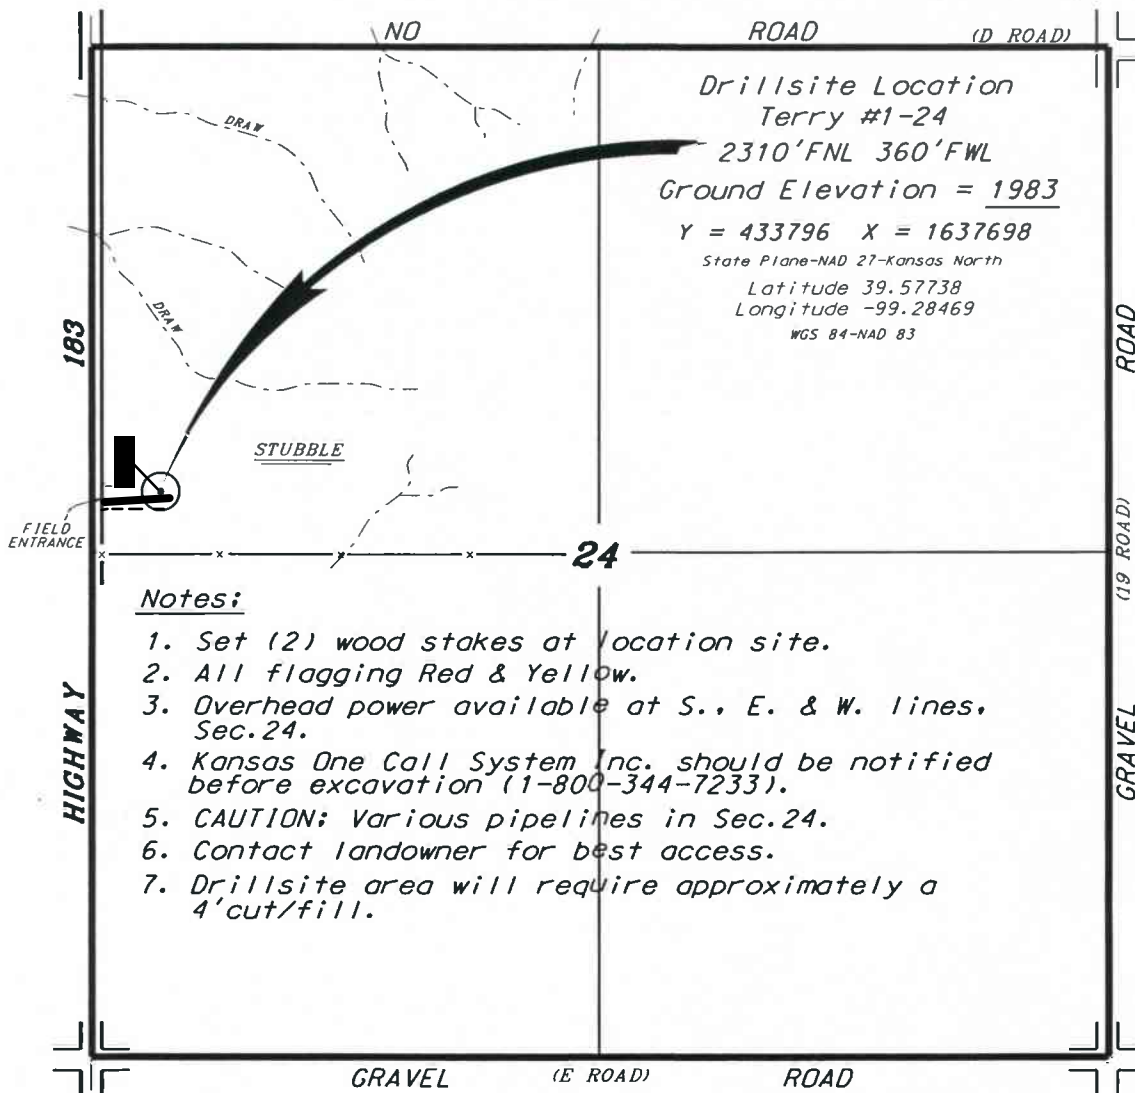 NO ROAD (D ROAD)
Drillsite Location
Terry #1-24
2310'FNL 360'FWL
Ground Elevation = 1983
Y = 433796 X = 1637698
State Plane-NAD 27-Kansas North
Latitude 39.57738
Longitude -99.28469
WGS 84-NAD 83
DRAW
DRAW
183
ROAD
STUBBLE
FIELD
ENTRANCE
24
(19 ROAD)
Notes:
1. Set (2) wood stakes at location site.
2. All flagging Red & Yellow.
3. Overhead power available at S., E. & W. lines,
Sec.24.
4. Kansas One Call System Inc. should be notified
before excavation (1-800-344-7233).
5. CAUTION: Various pipelines in Sec.24.
6. Contact landowner for best access.
7. Drillsite area will require approximately a
4'cut/fill.
HIGHWAY
GRAVEL
GRAVEL (E ROAD) ROAD